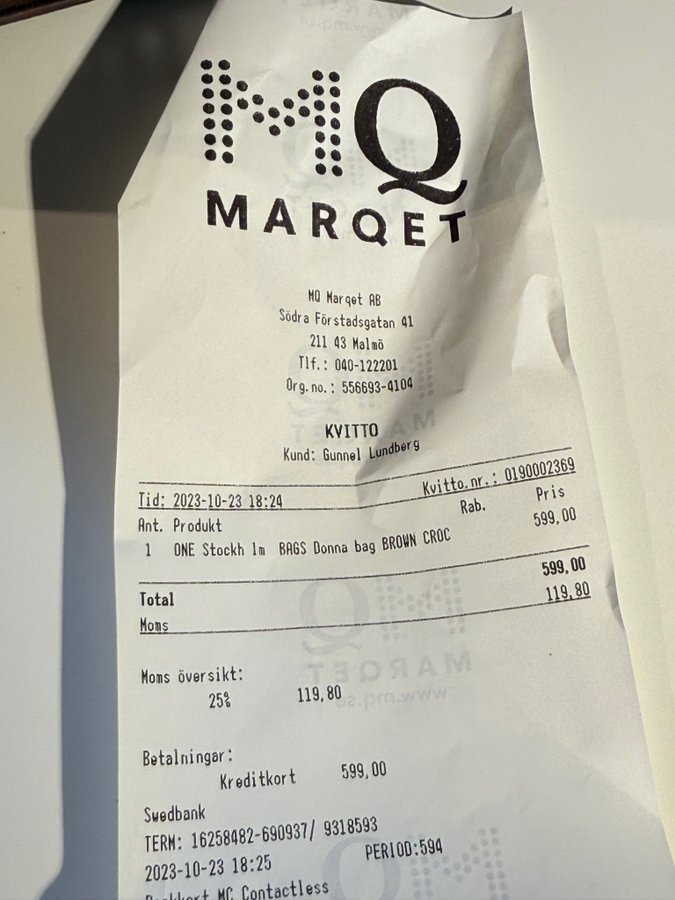 MQ
MARQET
MQ Marqet AB
Södra Förstadsgatan 41
211 43 Malmö
Tlf.: 040-122201
Org.no.: 556693-4104
KVITTO
Kund: Gunnel Lundberg
Tid: 2023-10-23 18:24 Kvitto.nr.: 0190002369
Ant. Produkt Rab. Pris
1 ONE Stockh lm BAGS Donna bag BROWN CROC 599,00
Total 599,00
Moms 119,80
Moms översikt:
25% 119,80
Betalningar:
Kreditkort 599,00
Swedbank
TERM: 16258482-690937/ 9318593
2023-10-23 18:25 PERIOD:594
MC Contactless